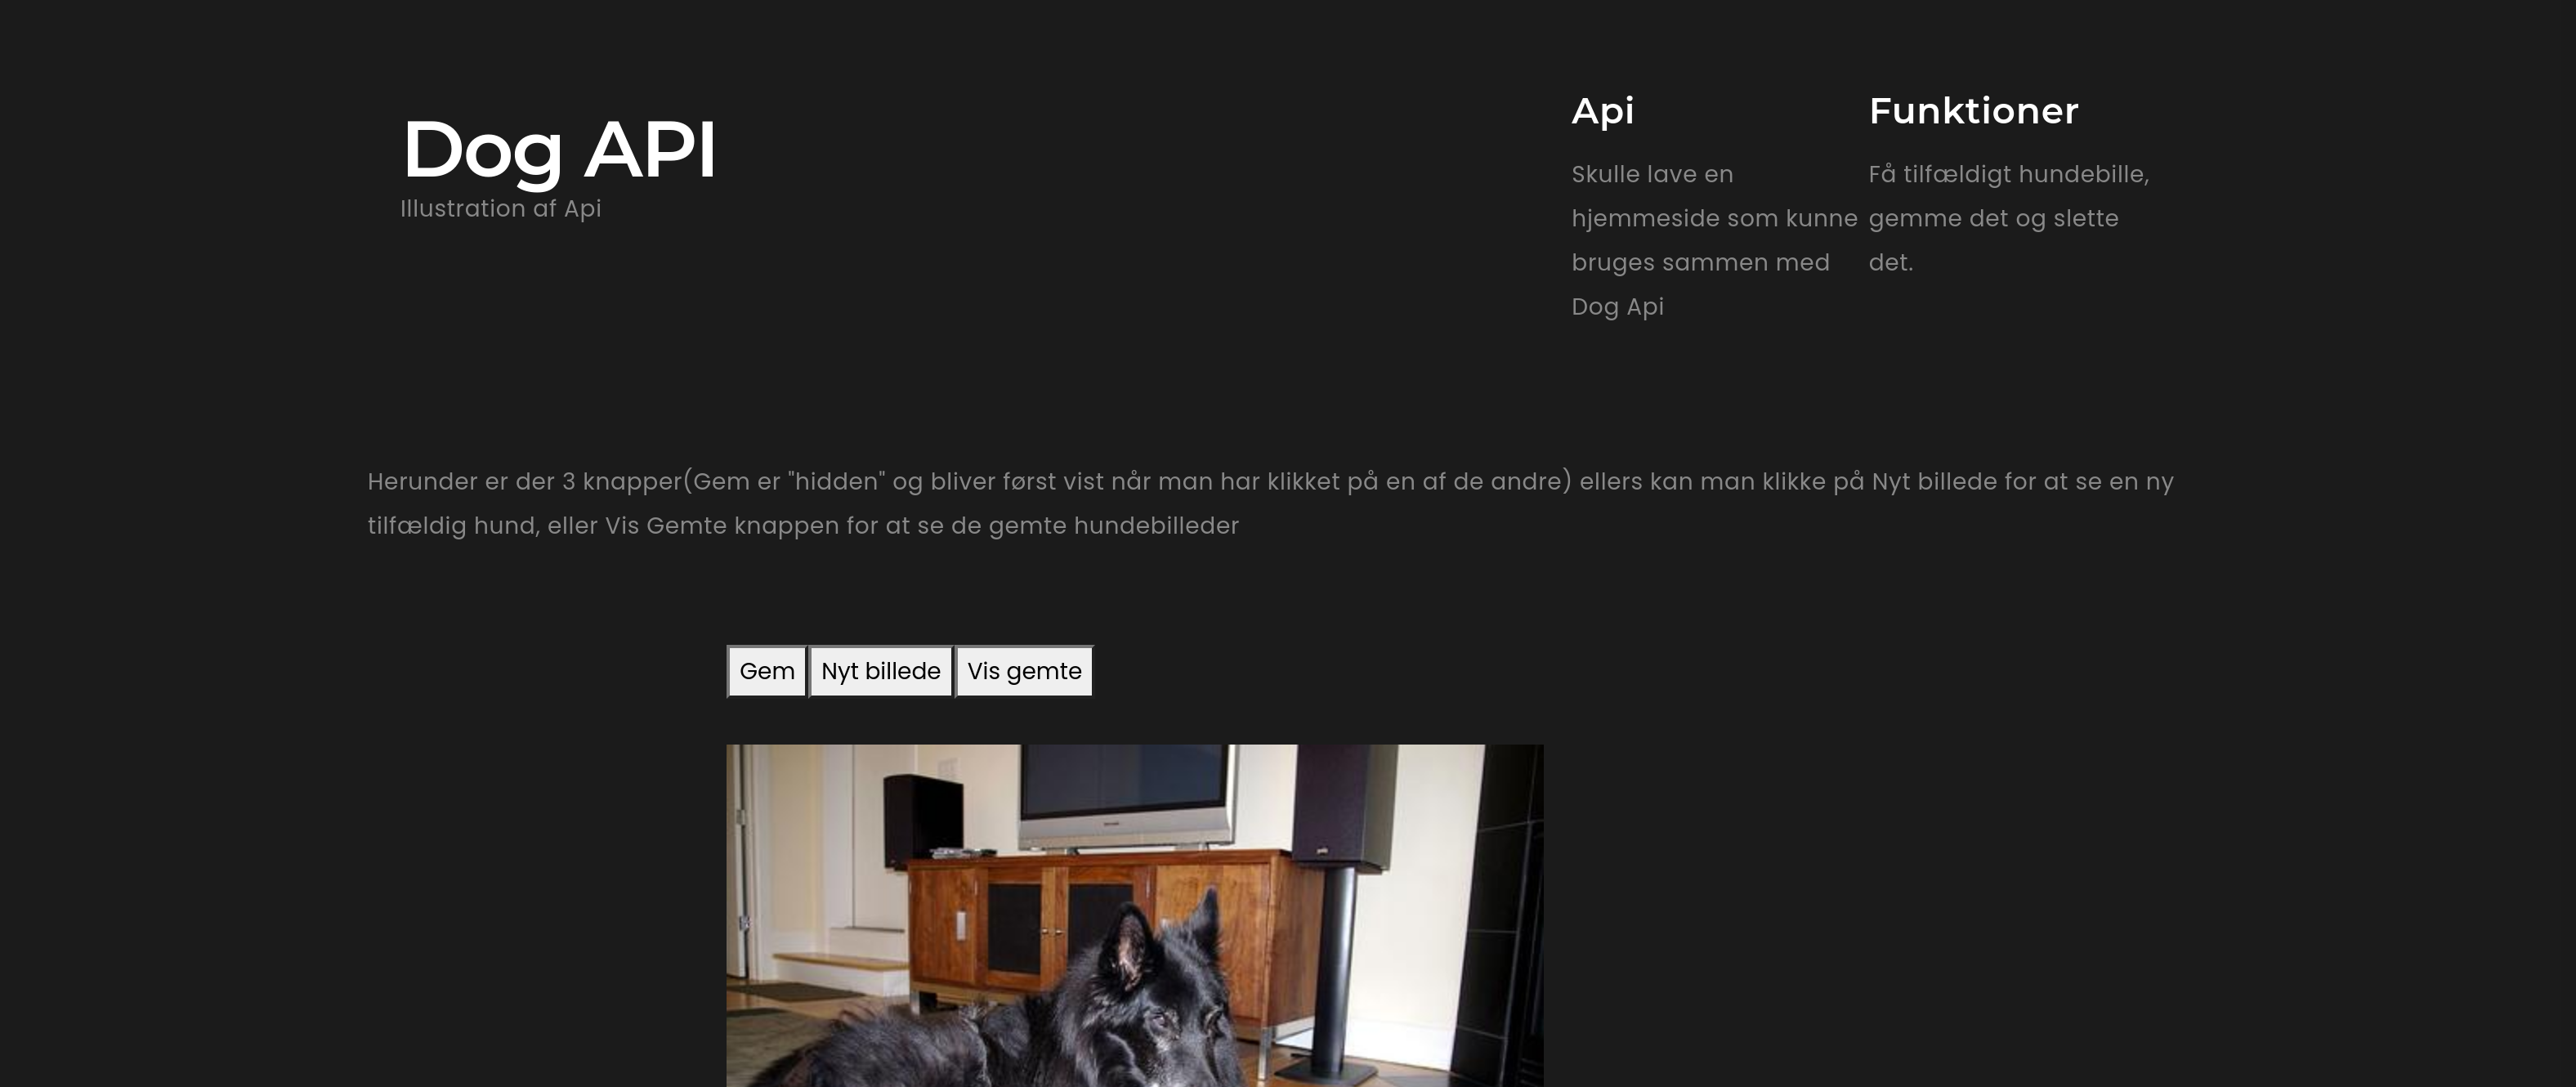 Dog API
Illustration af Api
Api
Skulle lave en
hjemmeside som kunne
bruges sammen med
Dog Api
Funktioner
Få tilfældigt hundebille,
gemme det og slette
det.
Herunder er der 3 knapper(Gem er "hidden" og bliver først vist når man har klikket på en af de andre) ellers kan man klikke på Nyt billede for at se en ny
tilfældig hund, eller Vis Gemte knappen for at se de gemte hundebilleder
Gem
Nyt billede
Vis gemte